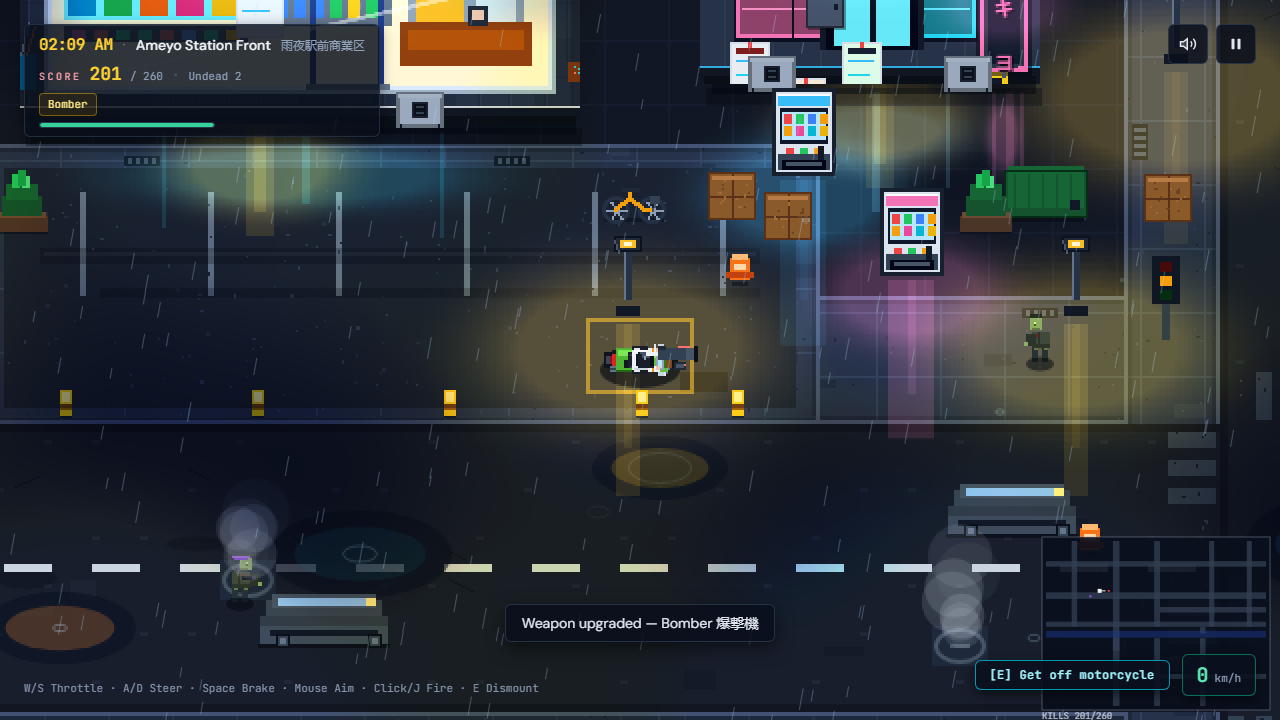 02:09 AM · Ameyo Station Front 雨夜駅前商業区
SCORE 201 / 260 · Undead 2
Bomber
キ
ヨ
Weapon upgraded — Bomber 爆撃機
[E] Get off motorcycle
0 km/h
W/S Throttle · A/D Steer · Space Brake · Mouse Aim · Click/J Fire · E Dismount
KILLS 201/260